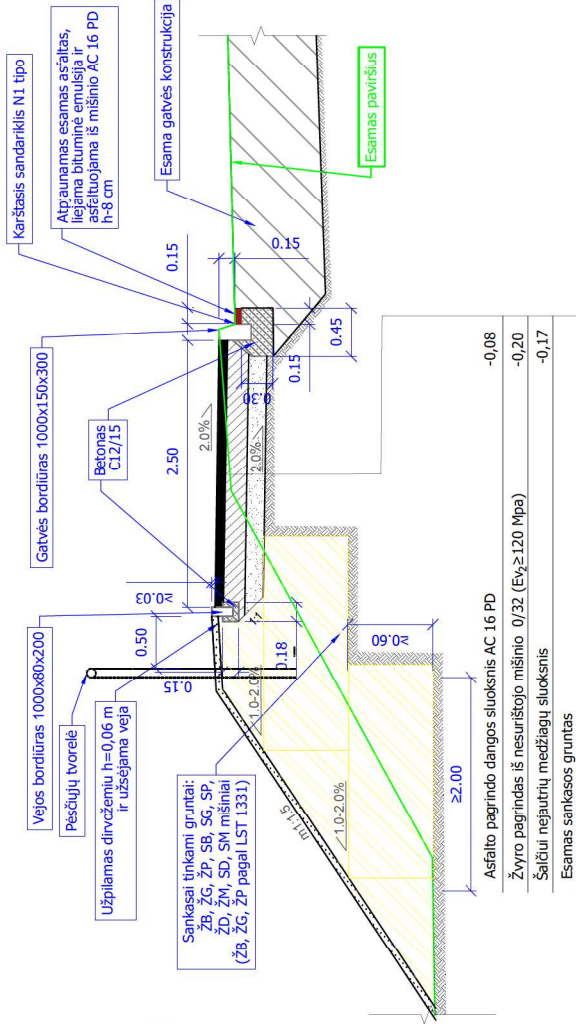 Karštasis sandariklis N1 tipo
Atpjaunamas esamas asfaltas,
liejama bituminė emulsija ir
asfaltuojama iš mišinio AC 16 PD
h-8 cm
Esama gatvės konstrukcija
Esamas paviršius
Gatvės bordiūras 1000x150x300
Betonas
C12/15
Vejos bordiūras 1000x80x200
Pėsčiųjų tvorelė
Užpilamas dirvožemiu h=0,06 m
ir užsėjama veja
Sankasai tinkami gruntai:
ŽB, ŽG, ŽP, SB, SG, SP,
ŽD, ŽM, SD, SM mišiniai
(ŽB, ŽG, ŽP pagal LST 1331)
0.15
0.15
2.50
2.0%
2.0%
0.30
0.15
0.45
≥0.03
0.50
0.15
0.18
1:1
1.0-2.0%
≥0.60
m1:1.5
1.0-2.0%
≥2.00
Asfalto pagrindo dangos sluoksnis AC 16 PD -0,08
Žvyro pagrindas iš nesurištojo mišinio 0/32 (Ev₂≥120 Mpa) -0,20
Šalčiui nejautrių medžiagų sluoksnis -0,17
Esamas sankasos gruntas